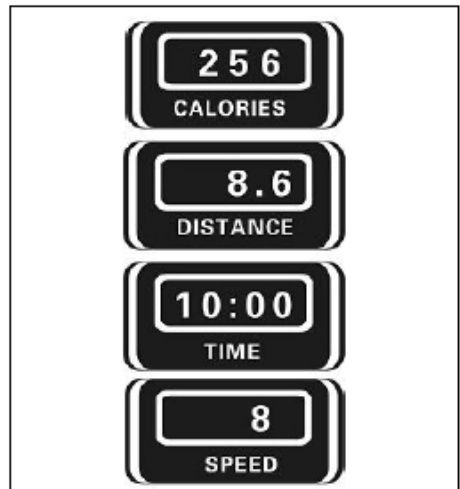 256
CALORIES
8.6
DISTANCE
10:00
TIME
8
SPEED